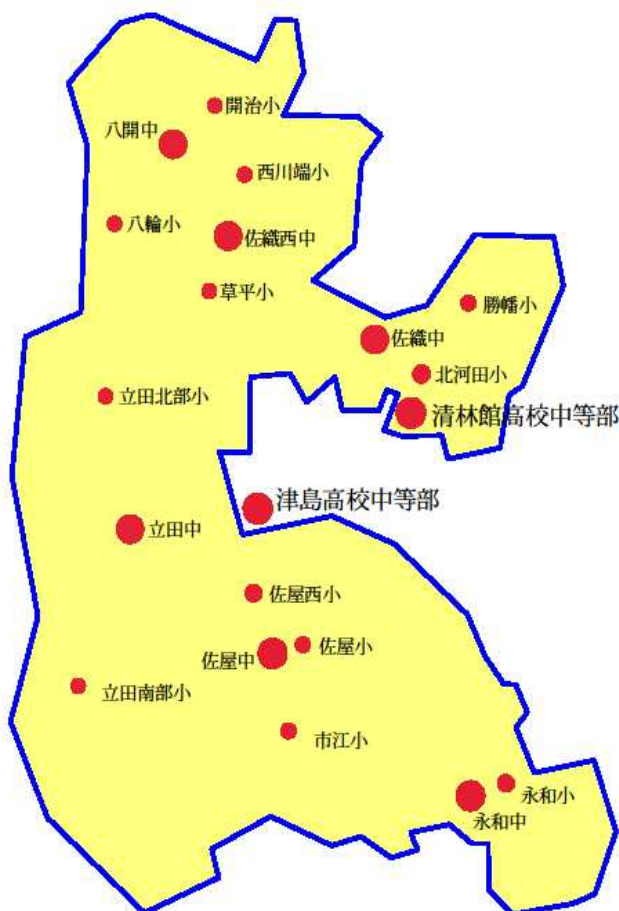 開治小
八開中
西川端小
八輪小
佐織西中
草平小
勝幡小
佐織中
北河田小
立田北部小
清林館高校中等部
津島高校中等部
立田中
佐屋西小
佐屋小
佐屋中
立田南部小
市江小
永和小
永和中